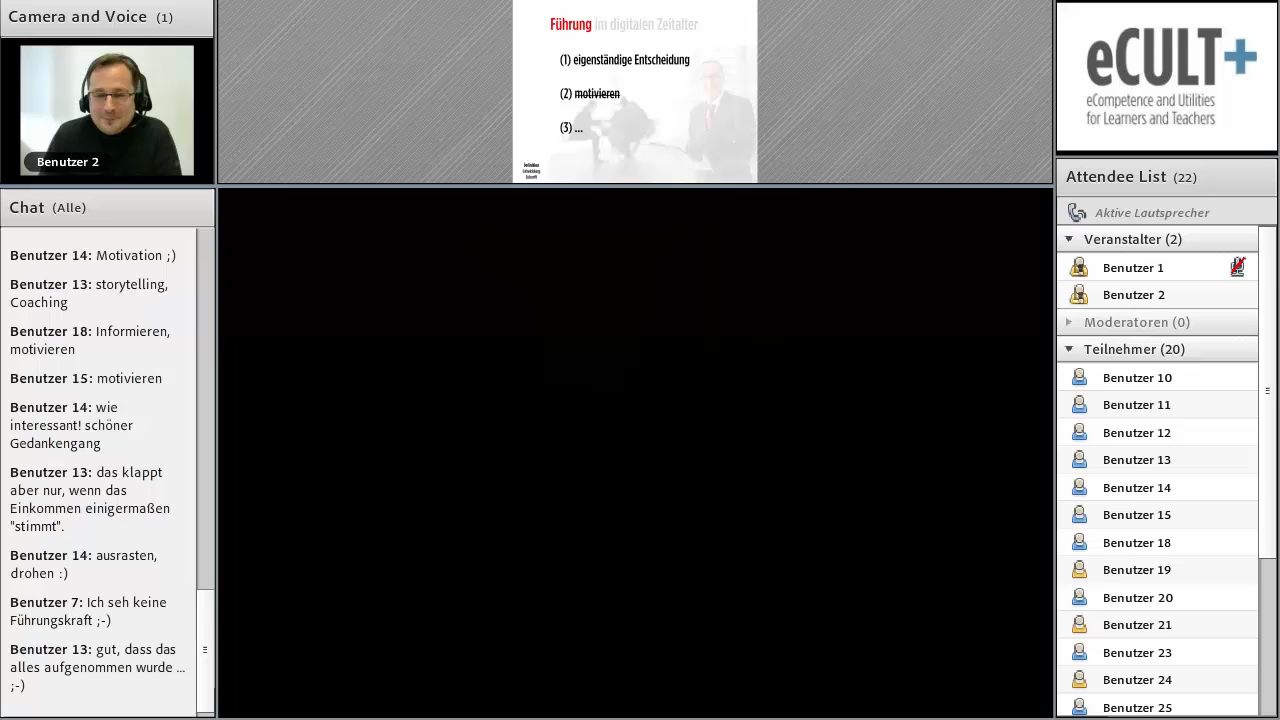 Camera and Voice (1)
Benutzer 2
Führung im digitalen Zeitalter
(1) eigenständige Entscheidung
(2) motivieren
(3) ...
Definition
Entwicklung
Zukunft
eCULT+
eCompetence and Utilities
for Learners and Teachers
Chat (Alle)
Benutzer 14: Motivation ;)
Benutzer 13: storytelling,
Coaching
Benutzer 18: Informieren,
motivieren
Benutzer 15: motivieren
Benutzer 14: wie
interessant! schöner
Gedankengang
Benutzer 13: das klappt
aber nur, wenn das
Einkommen einigermaßen
"stimmt".
Benutzer 14: ausrasten,
drohen :)
Benutzer 7: Ich seh keine
Führungskraft ;-)
Benutzer 13: gut, dass das
alles aufgenommen wurde ...
;-)
Attendee List (22)
Aktive Lautsprecher
Veranstalter (2)
Benutzer 1
Benutzer 2
Moderatoren (0)
Teilnehmer (20)
Benutzer 10
Benutzer 11
Benutzer 12
Benutzer 13
Benutzer 14
Benutzer 15
Benutzer 18
Benutzer 19
Benutzer 20
Benutzer 21
Benutzer 23
Benutzer 24
Benutzer 25